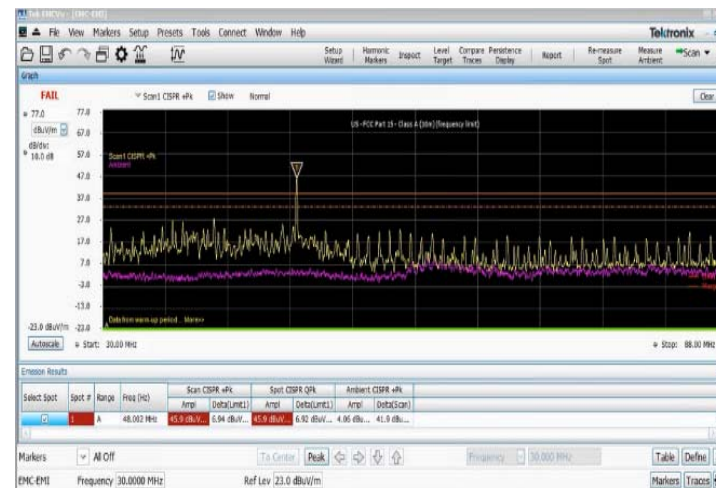 Tek EMCVu - [EMC-EMI]
File View Markers Setup Presets Tools Connect Window Help
Tektronix
Setup Wizard
Harmonic Markers
Inspect
Level Target
Compare Traces
Persistence Display
Report
Re-measure Spot
Measure Ambient
Scan
Graph
FAIL
Scan1 CISPR +Pk Show Normal
Clear
77.0
dBuV/m
dB/div:
10.0 dB
-23.0 dBuV/m
Autoscale
77.0
67.0
57.0
47.0
37.0
27.0
17.0
7.0
-3.0
-13.0
-23.0
US -FCC Part 15 - Class A (10m) (frequency limit)
Scan1 CISPR +Pk
Ambient
Data from warm-up period... More>>
Start: 30.00 MHz
Stop: 88.00 MHz
Emission Results
Select Spot Spot # Range Freq (Hz) Scan CISPR +Pk Spot CISPR QPk Ambient CISPR +Pk
Ampl Delta(Limit1) Ampl Delta(Limit1) Ampl Delta(Scan)
1 A 48.002 MHz 45.9 dBuV... 6.94 dBuV... 45.9 dBuV... 6.92 dBuV... 4.06 dBu... 41.9 dBu...
Markers All Off To Center Peak Frequency 30.000 MHz Table Define
EMC-EMI Frequency 30.0000 MHz Ref Lev 23.0 dBuV/m Markers Traces